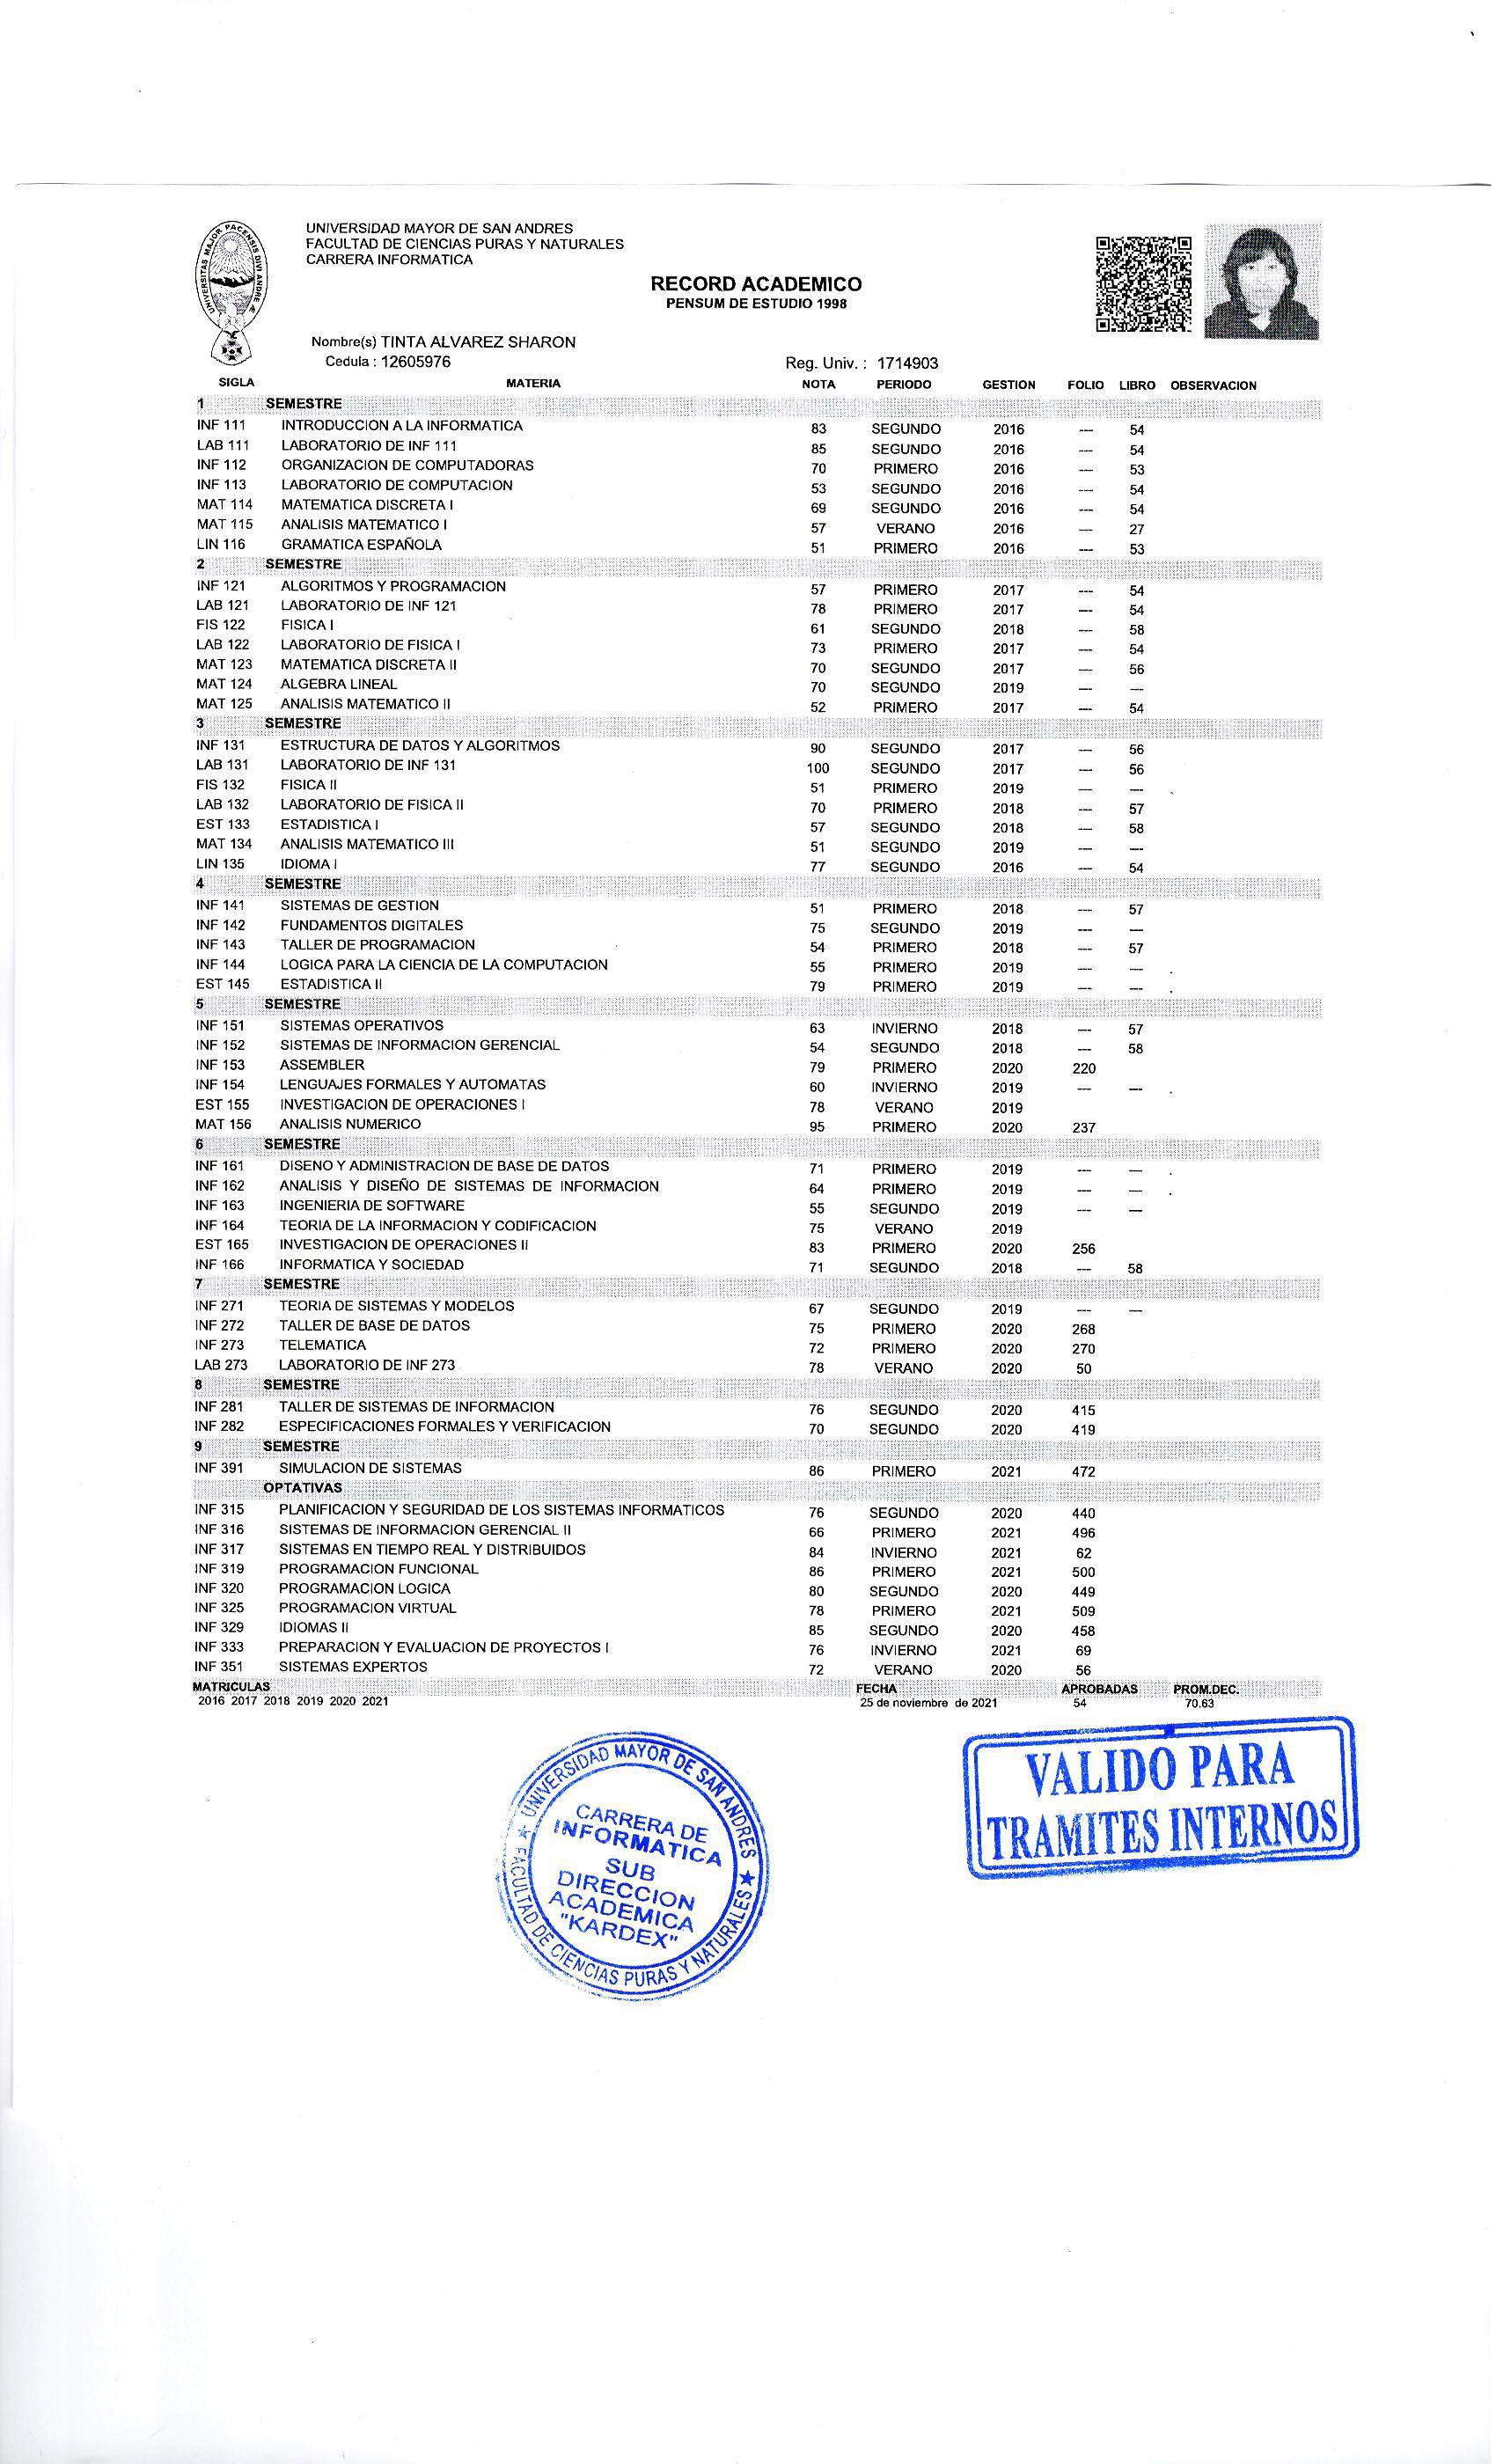 UNIVERSIDAD MAYOR DE SAN ANDRES
FACULTAD DE CIENCIAS PURAS Y NATURALES
CARRERA INFORMATICA
RECORD ACADEMICO
PENSUM DE ESTUDIO 1998
Nombre(s) TINTA ALVAREZ SHARON
Cedula : 12605976 Reg. Univ. : 1714903
SIGLA MATERIA NOTA PERIODO GESTION FOLIO LIBRO OBSERVACION
1 SEMESTRE
INF 111 INTRODUCCION A LA INFORMATICA 83 SEGUNDO 2016 --- 54
LAB 111 LABORATORIO DE INF 111 85 SEGUNDO 2016 --- 54
INF 112 ORGANIZACION DE COMPUTADORAS 70 PRIMERO 2016 --- 53
INF 113 LABORATORIO DE COMPUTACION 53 SEGUNDO 2016 --- 54
MAT 114 MATEMATICA DISCRETA I 69 SEGUNDO 2016 --- 54
MAT 115 ANALISIS MATEMATICO I 57 VERANO 2016 --- 27
LIN 116 GRAMATICA ESPAÑOLA 51 PRIMERO 2016 --- 53
2 SEMESTRE
INF 121 ALGORITMOS Y PROGRAMACION 57 PRIMERO 2017 --- 54
LAB 121 LABORATORIO DE INF 121 78 PRIMERO 2017 --- 54
FIS 122 FISICA I 61 SEGUNDO 2018 --- 58
LAB 122 LABORATORIO DE FISICA I 73 PRIMERO 2017 --- 54
MAT 123 MATEMATICA DISCRETA II 70 SEGUNDO 2017 --- 56
MAT 124 ALGEBRA LINEAL 70 SEGUNDO 2019 --- ---
MAT 125 ANALISIS MATEMATICO II 52 PRIMERO 2017 --- 54
3 SEMESTRE
INF 131 ESTRUCTURA DE DATOS Y ALGORITMOS 90 SEGUNDO 2017 --- 56
LAB 131 LABORATORIO DE INF 131 100 SEGUNDO 2017 --- 56
FIS 132 FISICA II 51 PRIMERO 2019 --- --- .
LAB 132 LABORATORIO DE FISICA II 70 PRIMERO 2018 --- 57
EST 133 ESTADISTICA I 57 SEGUNDO 2018 --- 58
MAT 134 ANALISIS MATEMATICO III 51 SEGUNDO 2019 --- ---
LIN 135 IDIOMA I 77 SEGUNDO 2016 --- 54
4 SEMESTRE
INF 141 SISTEMAS DE GESTION 51 PRIMERO 2018 --- 57
INF 142 FUNDAMENTOS DIGITALES 75 SEGUNDO 2019 --- ---
INF 143 TALLER DE PROGRAMACION 54 PRIMERO 2018 --- 57
INF 144 LOGICA PARA LA CIENCIA DE LA COMPUTACION 55 PRIMERO 2019 --- --- .
EST 145 ESTADISTICA II 79 PRIMERO 2019 --- --- .
5 SEMESTRE
INF 151 SISTEMAS OPERATIVOS 63 INVIERNO 2018 --- 57
INF 152 SISTEMAS DE INFORMACION GERENCIAL 54 SEGUNDO 2018 --- 58
INF 153 ASSEMBLER 79 PRIMERO 2020 220
INF 154 LENGUAJES FORMALES Y AUTOMATAS 60 INVIERNO 2019 --- --- .
EST 155 INVESTIGACION DE OPERACIONES I 78 VERANO 2019
MAT 156 ANALISIS NUMERICO 95 PRIMERO 2020 237
6 SEMESTRE
INF 161 DISENO Y ADMINISTRACION DE BASE DE DATOS 71 PRIMERO 2019 --- --- .
INF 162 ANALISIS Y DISEÑO DE SISTEMAS DE INFORMACION 64 PRIMERO 2019 --- --- .
INF 163 INGENIERIA DE SOFTWARE 55 SEGUNDO 2019 --- ---
INF 164 TEORIA DE LA INFORMACION Y CODIFICACION 75 VERANO 2019
EST 165 INVESTIGACION DE OPERACIONES II 83 PRIMERO 2020 256
INF 166 INFORMATICA Y SOCIEDAD 71 SEGUNDO 2018 --- 58
7 SEMESTRE
INF 271 TEORIA DE SISTEMAS Y MODELOS 67 SEGUNDO 2019 --- ---
INF 272 TALLER DE BASE DE DATOS 75 PRIMERO 2020 268
INF 273 TELEMATICA 72 PRIMERO 2020 270
LAB 273 LABORATORIO DE INF 273 78 VERANO 2020 50
8 SEMESTRE
INF 281 TALLER DE SISTEMAS DE INFORMACION 76 SEGUNDO 2020 415
INF 282 ESPECIFICACIONES FORMALES Y VERIFICACION 70 SEGUNDO 2020 419
9 SEMESTRE
INF 391 SIMULACION DE SISTEMAS 86 PRIMERO 2021 472
OPTATIVAS
INF 315 PLANIFICACION Y SEGURIDAD DE LOS SISTEMAS INFORMATICOS 76 SEGUNDO 2020 440
INF 316 SISTEMAS DE INFORMACION GERENCIAL II 66 PRIMERO 2021 496
INF 317 SISTEMAS EN TIEMPO REAL Y DISTRIBUIDOS 84 INVIERNO 2021 62
INF 319 PROGRAMACION FUNCIONAL 86 PRIMERO 2021 500
INF 320 PROGRAMACION LOGICA 80 SEGUNDO 2020 449
INF 325 PROGRAMACION VIRTUAL 78 PRIMERO 2021 509
INF 329 IDIOMAS II 85 SEGUNDO 2020 458
INF 333 PREPARACION Y EVALUACION DE PROYECTOS I 76 INVIERNO 2021 69
INF 351 SISTEMAS EXPERTOS 72 VERANO 2020 56
MATRICULAS FECHA APROBADAS PROM.DEC.
2016 2017 2018 2019 2020 2021 25 de noviembre de 2021 54 70.63
UNIVERSIDAD MAYOR DE SAN ANDRES
FACULTAD DE CIENCIAS PURAS Y NATURALES
CARRERA DE
INFORMATICA
SUB
DIRECCION
ACADEMICA
"KARDEX"
VALIDO PARA
TRAMITES INTERNOS
UNIVERSITAS MAJOR PACENSIS DIVI ANDRE Æ